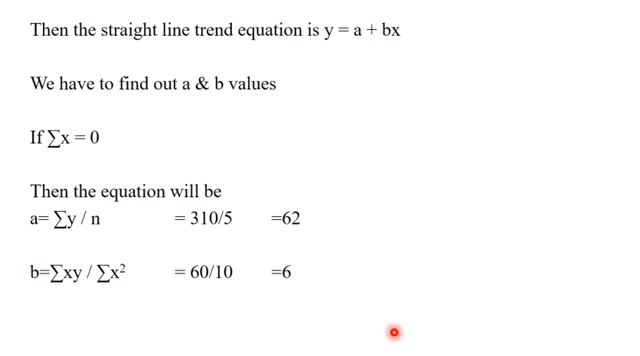 Then the straight line trend equation is y = a + bx
We have to find out a & b values
If ∑x = 0
Then the equation will be
a= ∑y / n = 310/5 =62
b=∑xy / ∑x² = 60/10 =6